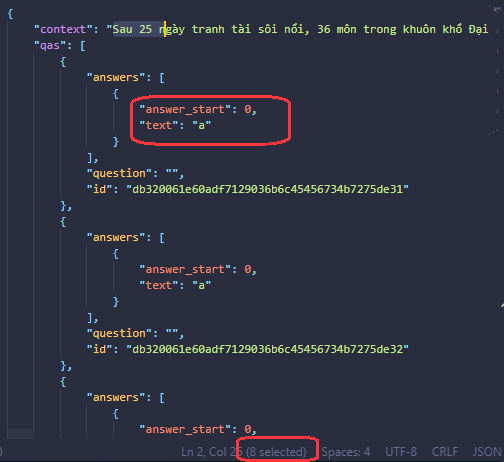 {
"context": "Sau 25 ngày tranh tài sôi nổi, 36 môn trong khuôn khổ Đại
"qas": [
{
"answers": [
{
"answer_start": 0,
"text": "a"
}
],
"question": "",
"id": "db320061e60adf7129036b6c45456734b7275de31"
},
{
"answers": [
{
"answer_start": 0,
"text": "a"
}
],
"question": "",
"id": "db320061e60adf7129036b6c45456734b7275de32"
},
{
"answers": [
{
"answer_start": 0,
Ln 2, Col 25 (8 selected) Spaces: 4 UTF-8 CRLF JSON